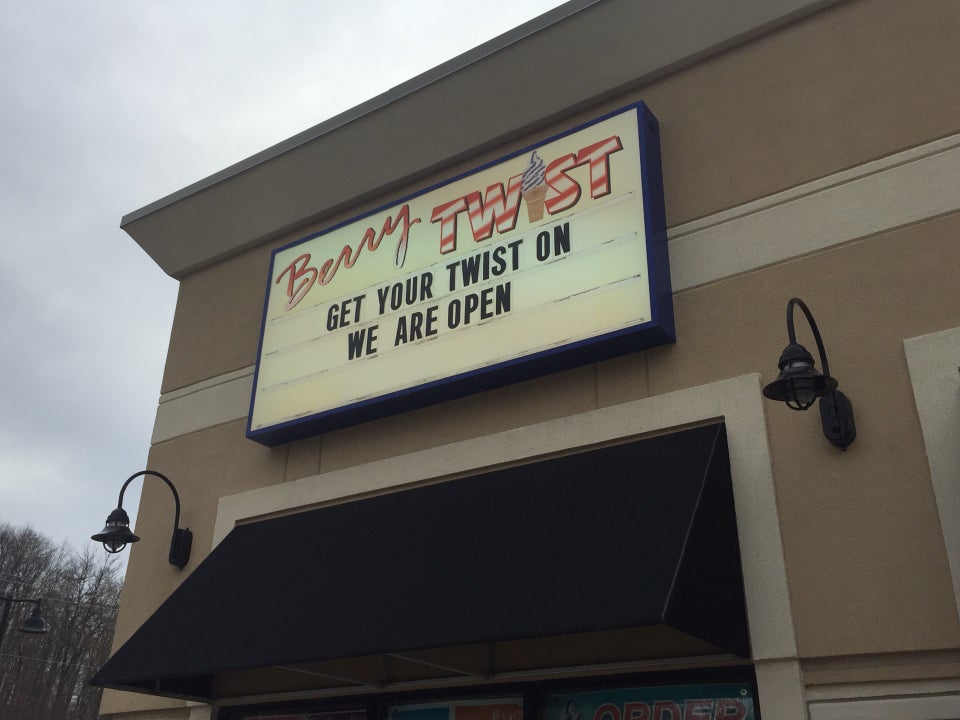 Berry TWIST
GET YOUR TWIST ON
WE ARE OPEN
ORDER